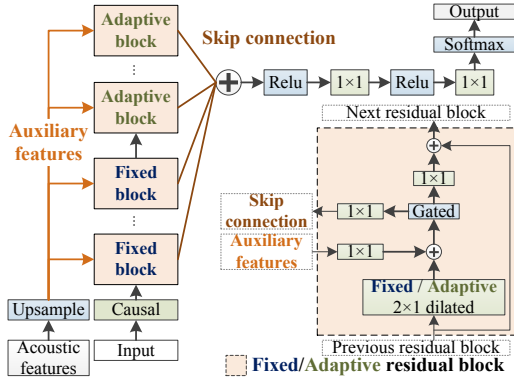 Adaptive
block
Skip connection
Output
Softmax
Relu
1×1
Relu
1×1
Adaptive
block
Auxiliary
features
Fixed
block
Fixed
block
Upsample
Causal
Acoustic
features
Input
Next residual block
1×1
Skip
connection
1×1
Gated
Auxiliary
features
1×1
Fixed / Adaptive
2×1 dilated
Previous residual block
Fixed/Adaptive residual block